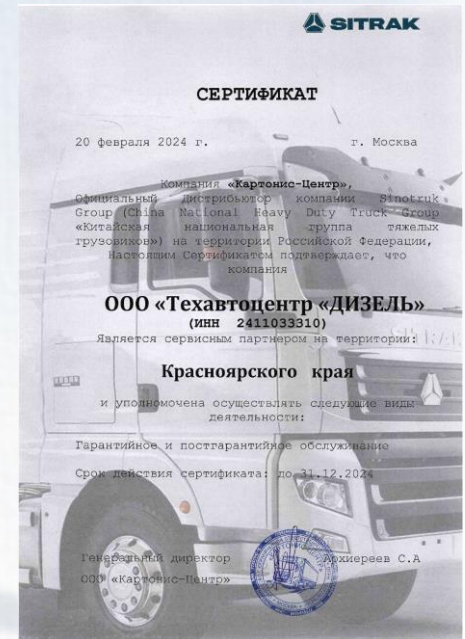 SITRAK
СЕРТИФИКАТ
20 февраля 2024 г. г. Москва
Компания «Картонис-Центр»,
Официальный Дистрибьютор компании Sinotruk
Group (China National Heavy Duty Truck Group
«Китайская национальная группа тяжелых
грузовиков») на территории Российской Федерации,
Настоящим Сертификатом подтверждает, что
компания
ООО «Техавтоцентр «ДИЗЕЛЬ»
(ИНН 2411033310)
Является сервисным партнером на территории:
Красноярского края
и уполномочена осуществлять следующие виды
деятельности:
Гарантийное и постгарантийное обслуживание
Срок действия сертификата: до 31.12.2024
Генеральный директор Архиереев С.А
ООО «Картонис-Центр»